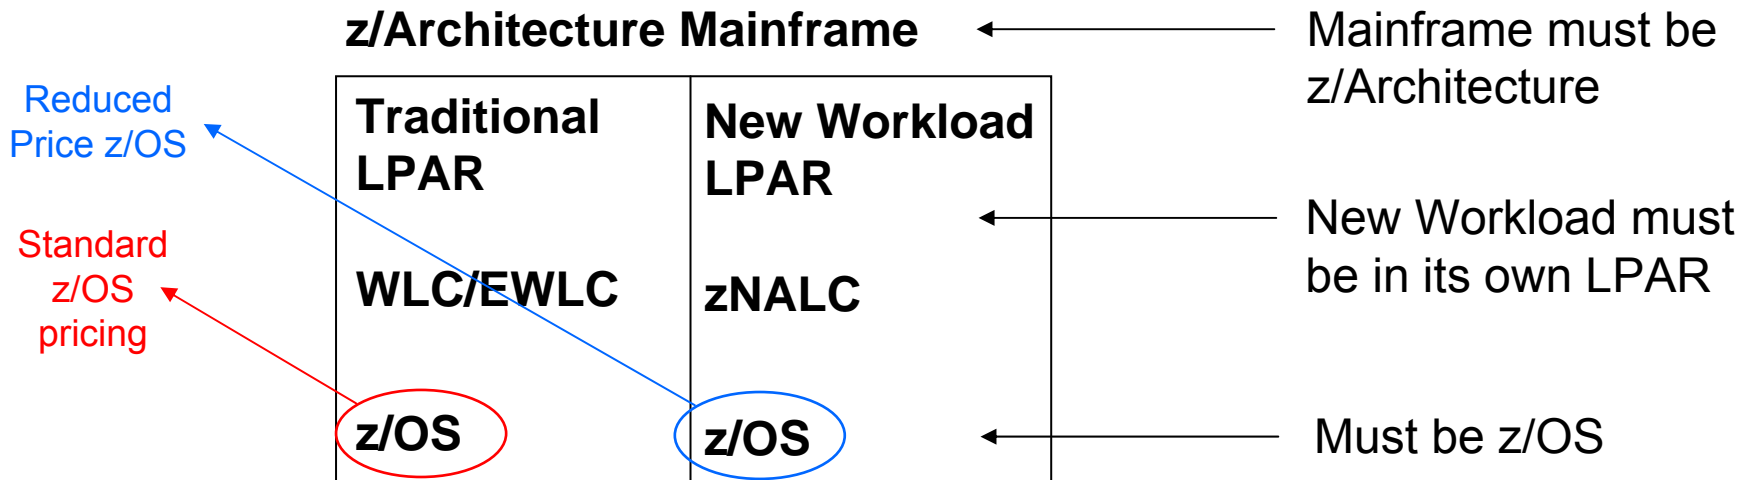 z/Architecture Mainframe
Mainframe must be
z/Architecture
Reduced
Price z/OS
Traditional
LPAR
New Workload
LPAR
Standard
z/OS
pricing
WLC/EWLC
zNALC
New Workload must
be in its own LPAR
z/OS
z/OS
Must be z/OS